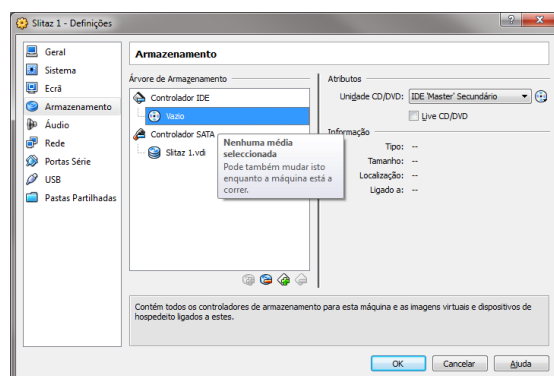 Slitaz 1 - Definições
Geral
Sistema
Ecrã
Armazenamento
Áudio
Rede
Portas Série
USB
Pastas Partilhadas
Armazenamento
Árvore de Armazenamento
Controlador IDE
Vazio
Controlador SATA
Slitaz 1.vdi
Nenhuma média
seleccionada
Pode também mudar isto
enquanto a máquina está a
correr.
Atributos
Unidade CD/DVD: IDE 'Master' Secundário
Live CD/DVD
Informação
Tipo: --
Tamanho: --
Localização: --
Ligado a: --
Contém todos os controladores de armazenamento para esta máquina e as imagens virtuais e dispositivos de
hospedeito ligados a estes.
OK Cancelar Ajuda